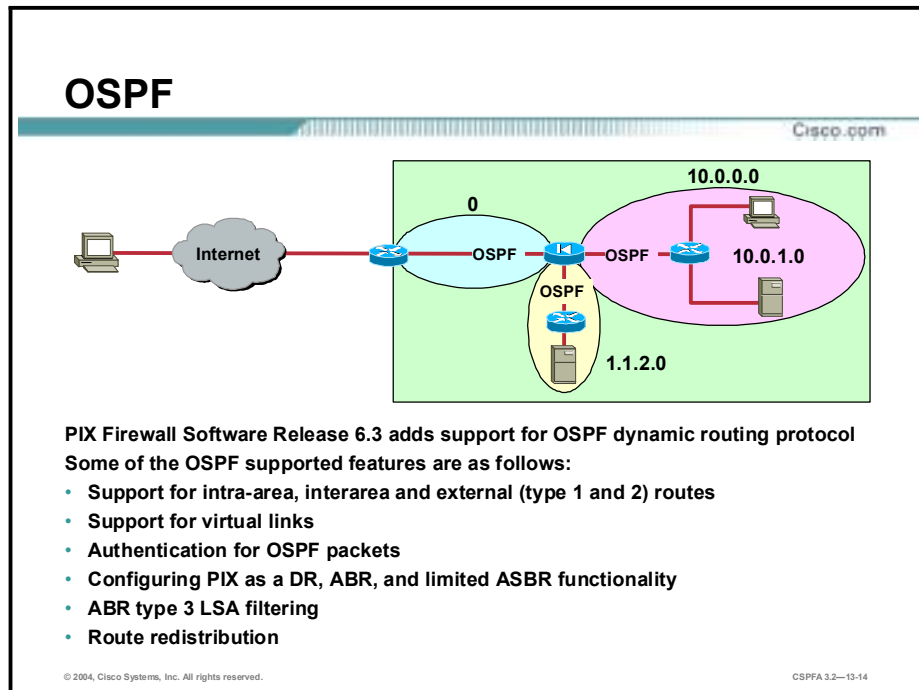 OSPF
Cisco.com
10.0.0.0
0
Internet
OSPF
OSPF
10.0.1.0
OSPF
1.1.2.0
PIX Firewall Software Release 6.3 adds support for OSPF dynamic routing protocol
Some of the OSPF supported features are as follows:
• Support for intra-area, interarea and external (type 1 and 2) routes
• Support for virtual links
• Authentication for OSPF packets
• Configuring PIX as a DR, ABR, and limited ASBR functionality
• ABR type 3 LSA filtering
• Route redistribution
© 2004, Cisco Systems, Inc. All rights reserved.
CSPFA 3.2—13-14